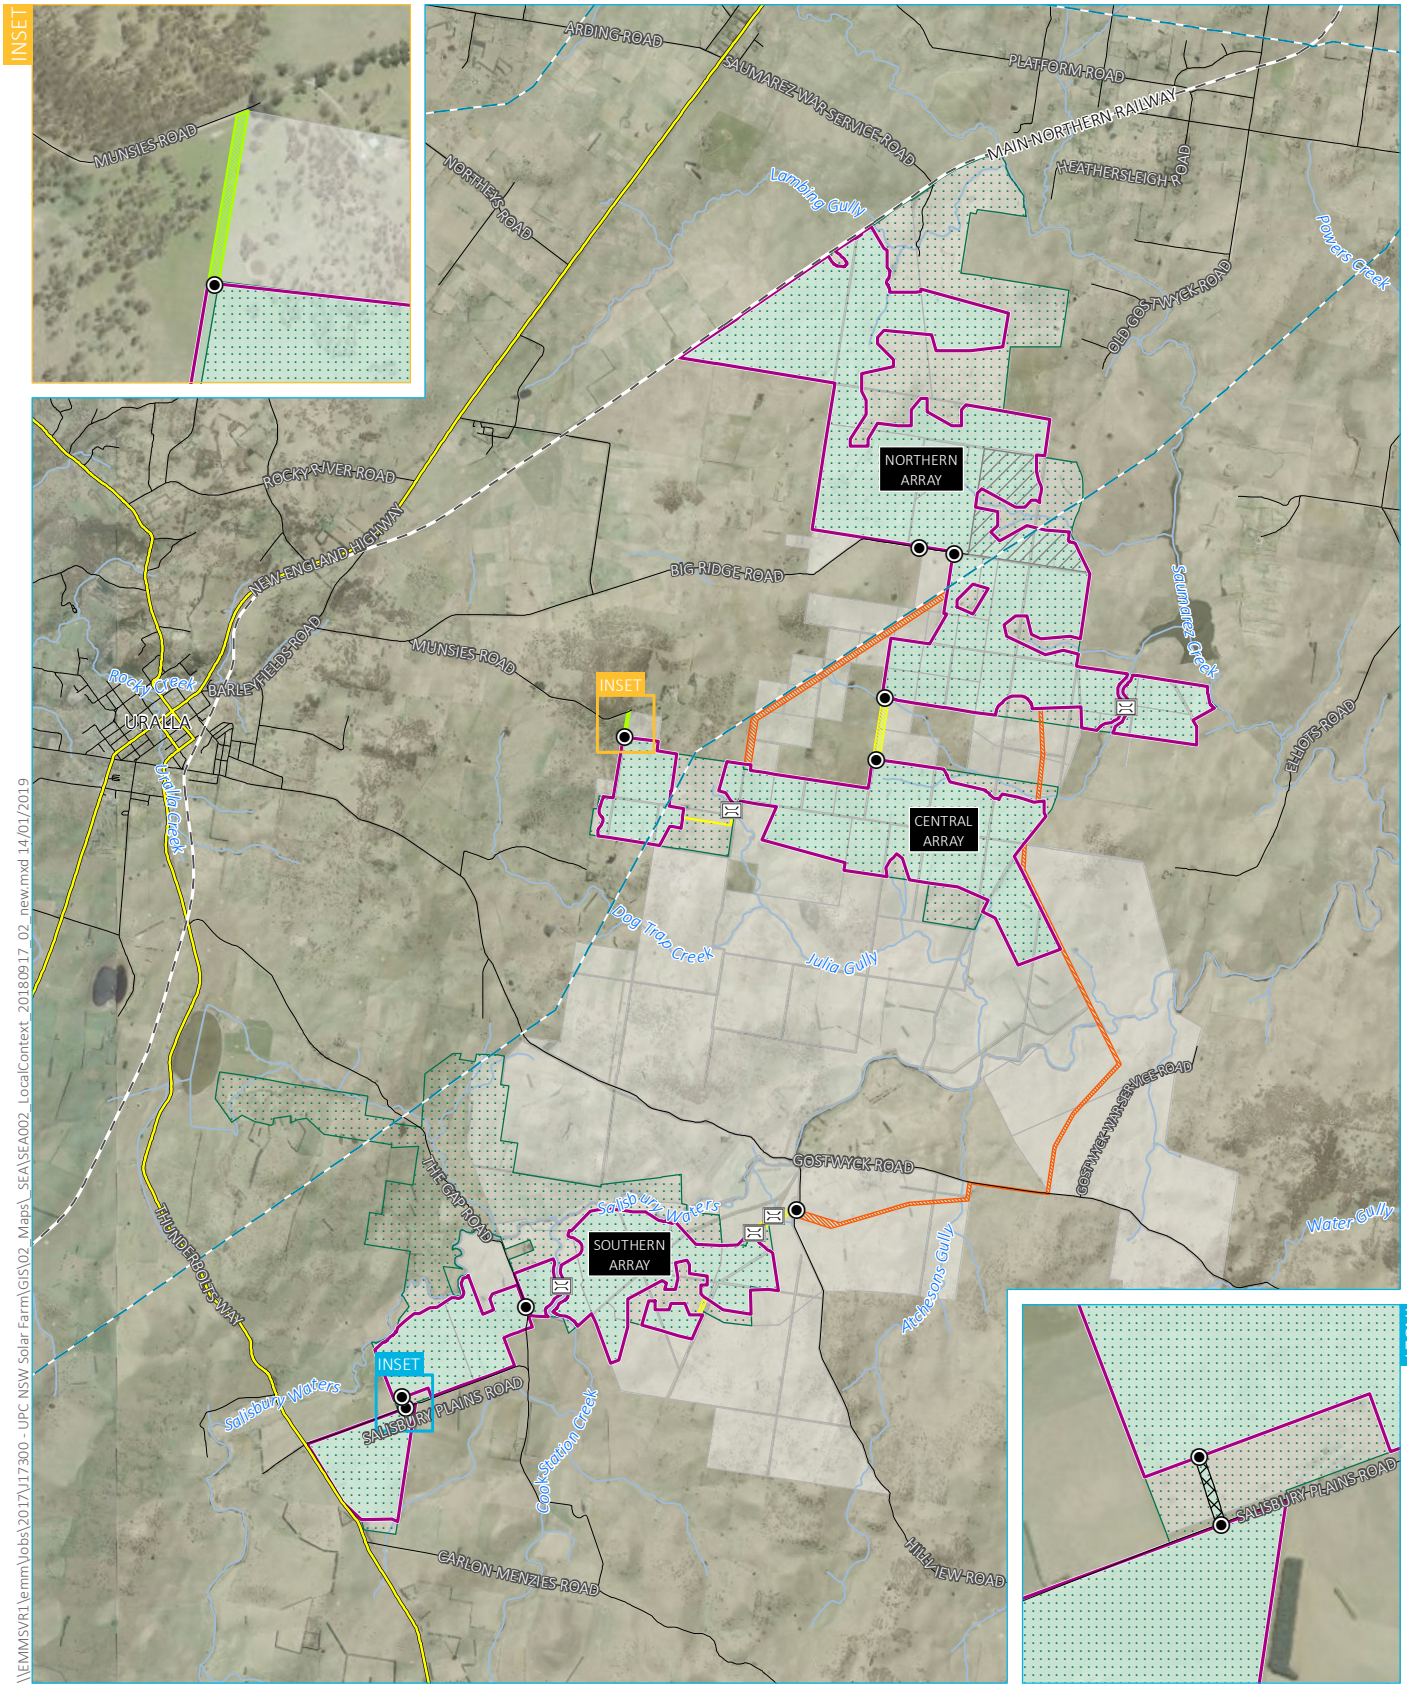 INSET
MUNSIES ROAD
ARDING ROAD
SAUMAREZ WAR SERVICE ROAD
PLATFORM ROAD
MAIN NORTHERN RAILWAY
HEATHERSLEIGH ROAD
NORTHEYS ROAD
Lambing Gully
Powers Creek
OLD GOSTWYCK ROAD
ROCKY RIVER ROAD
NORTHERN
ARRAY
NEW ENGLAND HIGHWAY
BIG RIDGE ROAD
Saumarez Creek
BARLEYFIELDS ROAD
MUNSIES ROAD
Rocky Creek
INSET
URALLA
ELLIOTS ROAD
Uralla Creek
CENTRAL
ARRAY
Dog Trap Creek
Julia Gully
GOSTWYCK WAR SERVICE ROAD
GOSTWYCK ROAD
THE GAP ROAD
Salisbury Waters
Water Gully
SOUTHERN
ARRAY
THUNDERBOLTS WAY
Atchesons Gully
INSET
Salisbury Waters
SALISBURY PLAINS ROAD
Cook Station Creek
SALISBURY PLAINS ROAD
CARLON MENZIES ROAD
HILLVIEW ROAD
\\EMMSVR1\emm\Jobs\2017\J17300 - UPC NSW Solar Farm\GIS\02_Maps\_SEA\SEA002_LocalContext_20180917_02_new.mxd 14/01/2019